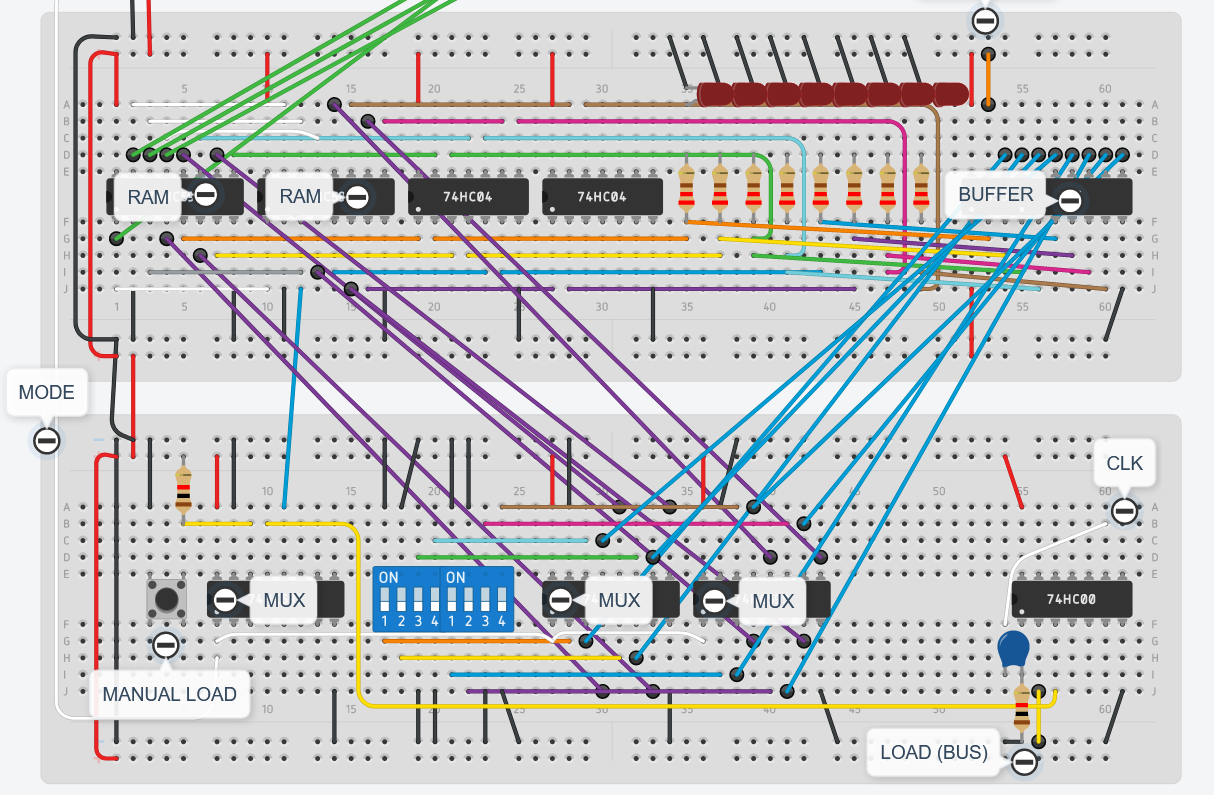 5 15 20 25 30 55 60
A A
B B
C C
D D
E E
RAM RAM 74HC04 74HC04 BUFFER
F F
G G
H H
I I
J J
1 5 10 15 20 25 30 35 40 45 50 55 60
MODE
CLK
10 15 20 25 30 35 40 45 50 55 60
A A
B B
C C
D D
E E
ON ON
1 2 3 4 1 2 3 4
MUX MUX MUX 74HC00
F F
G G
H H
I I
J J
MANUAL LOAD
10 15 20 25 30 35 40 45 50 60
LOAD (BUS)